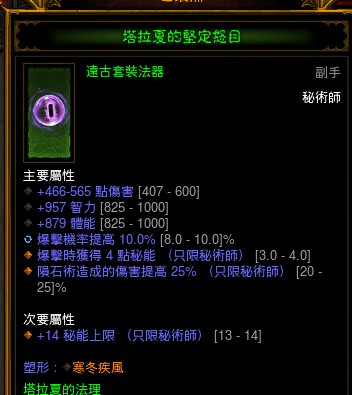 塔拉夏的堅定諡目
遠古套裝法器
副手
秘術師
主要屬性
+466-565 點傷害 [407 - 600]
+957 智力 [825 - 1000]
+879 體能 [825 - 1000]
爆擊機率提高 10.0% [8.0 - 10.0]%
爆擊時獲得 4 點秘能 （只限秘術師） [3.0 - 4.0]
隕石術造成的傷害提高 25% （只限秘術師） [20 -
25]%
次要屬性
+14 秘能上限 （只限秘術師） [13 - 14]
塑形：寒冬疾風
塔拉夏的法理